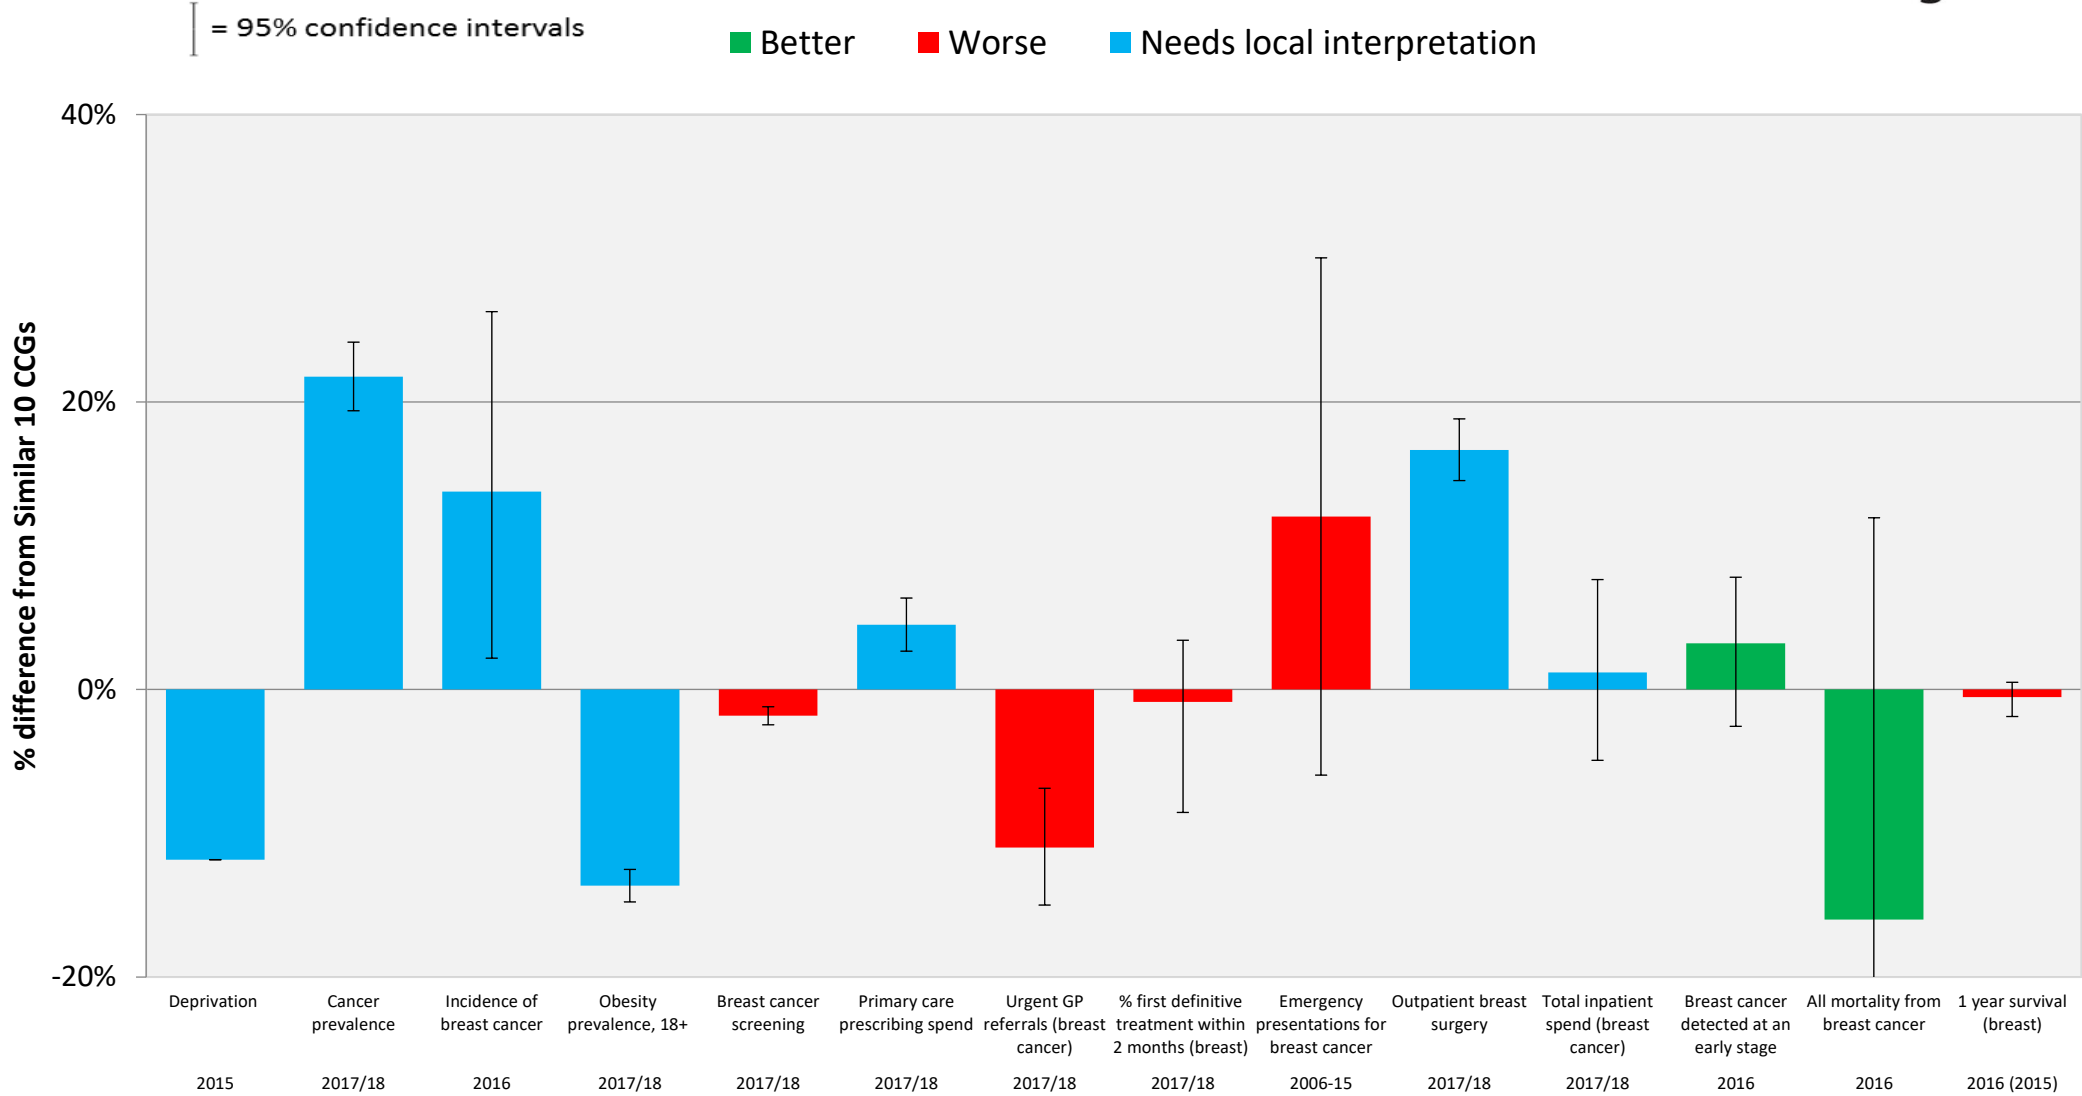 = 95% confidence intervals
Better Worse Needs local interpretation
40%
20%
0%
-20%
% difference from Similar 10 CCGs
Deprivation
2015
Cancer
prevalence
2017/18
Incidence of
breast cancer
2016
Obesity
prevalence, 18+
2017/18
Breast cancer
screening
2017/18
Primary care
prescribing spend
2017/18
Urgent GP
referrals (breast
cancer)
2017/18
% first definitive
treatment within
2 months (breast)
2017/18
Emergency
presentations for
breast cancer
2006-15
Outpatient breast
surgery
2017/18
Total inpatient
spend (breast
cancer)
2017/18
Breast cancer
detected at an
early stage
2016
All mortality from
breast cancer
2016
1 year survival
(breast)
2016 (2015)